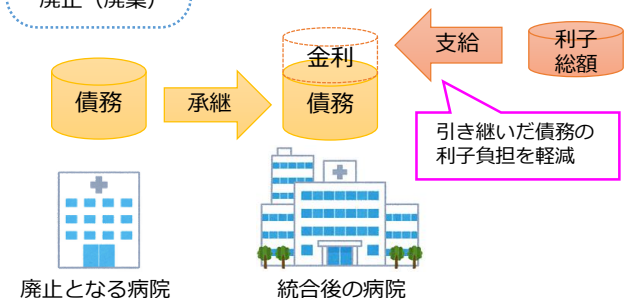 廃止（廃業）
金利
支給
利子
総額
債務
承継
債務
引き継いだ債務の
利子負担を軽減
廃止となる病院
統合後の病院